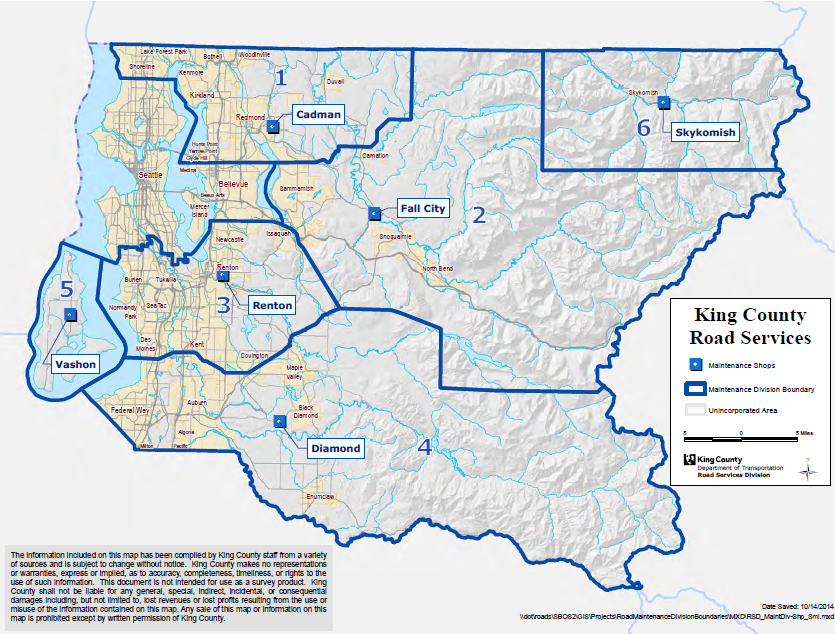 Lake Forest Park
Bothell
Woodinville
Shoreline
Kenmore
1
Duvall
Kirkland
Skykomish
Redmond
Cadman
6
Skykomish
Hunts Point
Yarrow Point
Clyde Hill
Carnation
Medina
Seattle
Bellevue
Sammamish
Beaux Arts
Mercer
Island
Fall City
2
Newcastle
Issaquah
Snoqualmie
North Bend
Renton
5
Burien
Tukwila
3
Renton
Normandy
Park
SeaTac
Des
Moines
Kent
Covington
Vashon
Maple
Valley
Federal Way
Auburn
Black
Diamond
Algona
Milton
Pacific
Diamond
4
Enumclaw
King County
Road Services
Maintenance Shops
Maintenance Division Boundary
Unincorporated Area
5 0 5 Miles
King County
Department of Transportation
Road Services Division
The information included on this map has been compiled by King County staff from a variety
of sources and is subject to change without notice. King County makes no representations
or warranties, express or implied, as to accuracy, completeness, timeliness, or rights to the
use of such information. This document is not intended for use as a survey product. King
County shall not be liable for any general, special, indirect, incidental, or consequential
damages including, but not limited to, lost revenues or lost profits resulting from the use or
misuse of the information contained on this map. Any sale of this map or information on this
map is prohibited except by written permission of King County.
Date Saved: 10/14/2014
\\dot\roads\SBOS2\GIS\Projects\RoadMaintenanceDivisionBoundaries\MXD\RSD_MaintDiv-Shp_Sml.mxd